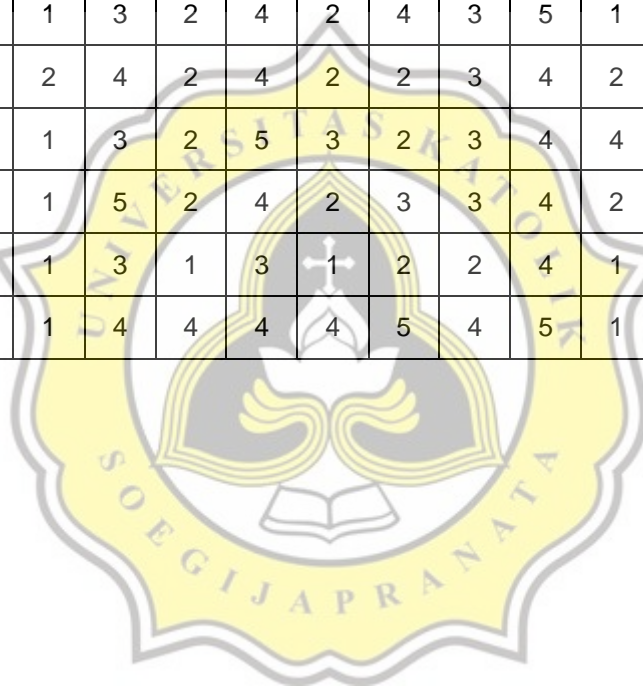 1 3 2 4 2 4 3 5 1
2 4 2 4 2 2 3 4 2
1 3 2 5 3 2 3 4 4
1 5 2 4 2 3 3 4 2
1 3 1 3 1 2 2 4 1
1 4 4 4 4 5 4 5 1
UNIVERSITAS KATOLIK
SOEGIJAPRANATA